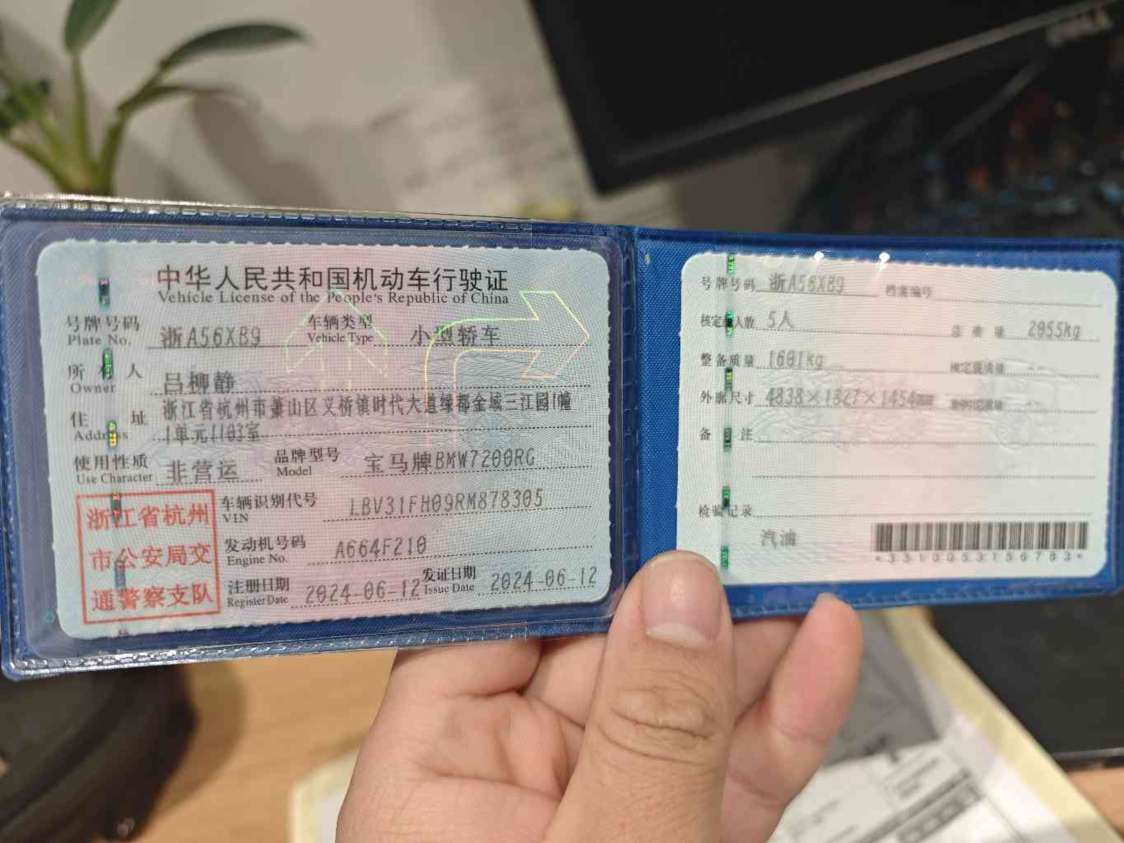 中华人民共和国机动车行驶证
Vehicle License of the People's Republic of China
号牌号码 浙A56XB9 车辆类型 小型轿车
Plate No. Vehicle Type
所有人 吕柳静
Owner
住址 浙江省杭州市萧山区义桥镇时代大道绿都金域三江园1幢
Address 1单元1103室
使用性质 非营运 品牌型号 宝马牌BMW7200RG
Use Character Model
浙江省杭州
市公安局交
通警察支队
车辆识别代号 LBV31FH09RM878305
VIN
发动机号码 A664F210
Engine No.
注册日期 2024-06-12 发证日期 2024-06-12
Register Date Issue Date
号牌号码 浙A56XB9 档案编号
核定载人数 5人 总质量 2055kg
整备质量 1601kg 核定载质量 --
外廓尺寸 4838×1827×1454mm --
备注
检验记录
汽油
*3310053156783*
DELL